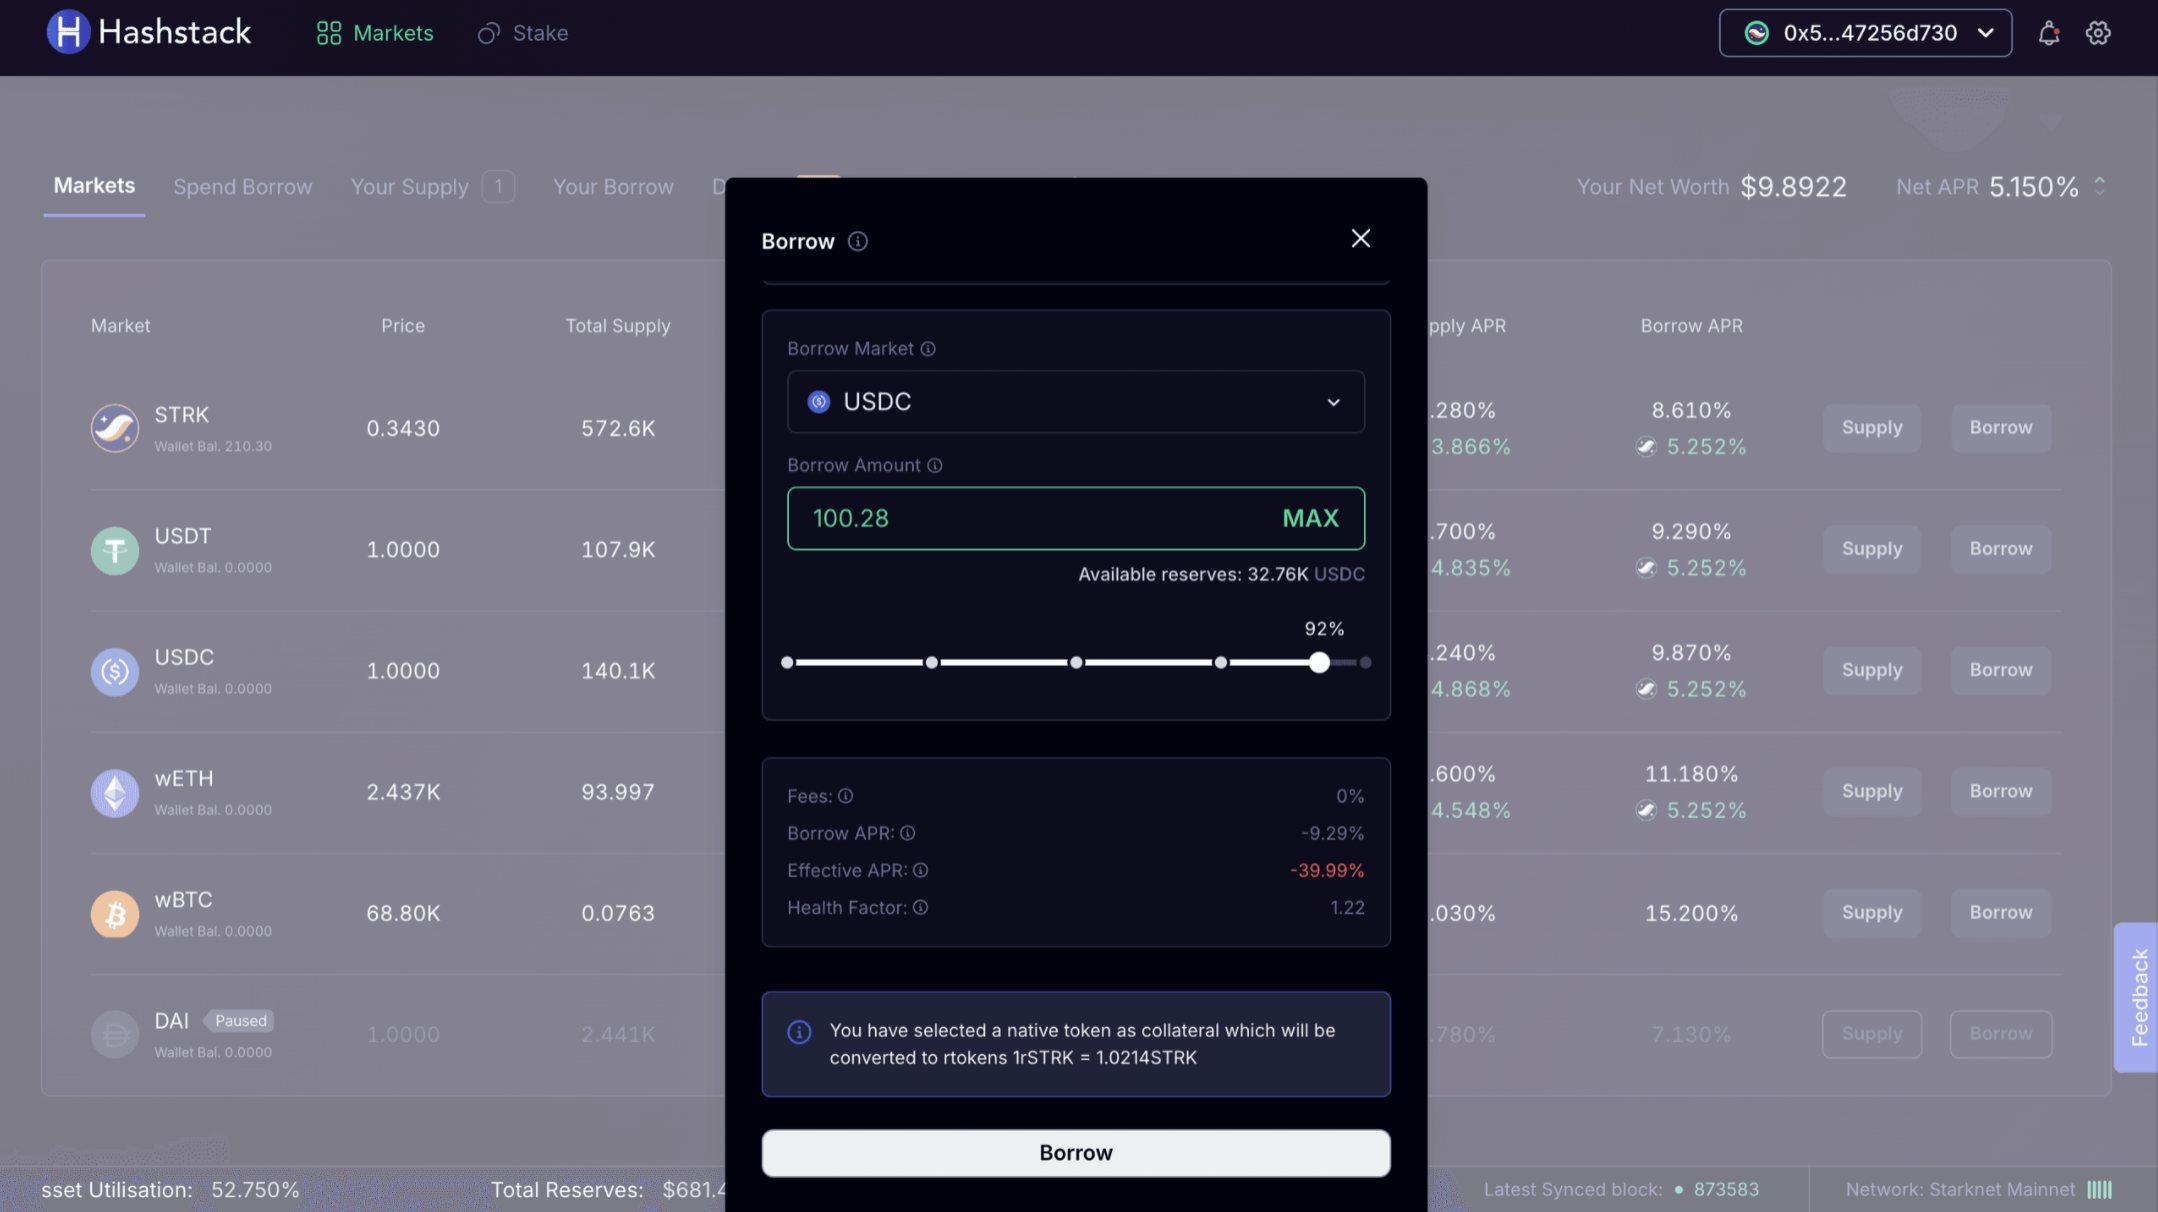 Hashstack
Markets
Stake
0x5...47256d730
Markets
Spend Borrow
Your Supply 1
Your Borrow
Your Net Worth $9.8922
Net APR 5.150%
Borrow
Market
Price
Total Supply
pply APR
Borrow APR
STRK
Wallet Bal. 210.30
0.3430
572.6K
.280%
3.866%
8.610%
5.252%
Supply
Borrow
USDT
Wallet Bal. 0.0000
1.0000
107.9K
.700%
4.835%
9.290%
5.252%
Supply
Borrow
USDC
Wallet Bal. 0.0000
1.0000
140.1K
.240%
4.868%
9.870%
5.252%
Supply
Borrow
wETH
Wallet Bal. 0.0000
2.437K
93.997
.600%
4.548%
11.180%
5.252%
Supply
Borrow
wBTC
Wallet Bal. 0.0000
68.80K
0.0763
.030%
15.200%
Supply
Borrow
DAI Paused
Wallet Bal. 0.0000
1.0000
2.441K
.780%
7.130%
Supply
Borrow
Borrow Market
USDC
Borrow Amount
100.28 MAX
Available reserves: 32.76K USDC
92%
Fees: 0%
Borrow APR: -9.29%
Effective APR: -39.99%
Health Factor: 1.22
You have selected a native token as collateral which will be
converted to rtokens 1rSTRK = 1.0214STRK
Borrow
Feedback
sset Utilisation: 52.750%
Total Reserves: $681.4
Latest Synced block: 873583
Network: Starknet Mainnet